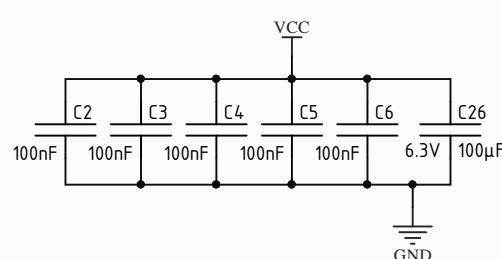 VCC
C2 C3 C4 C5 C6 C26
100nF 100nF 100nF 100nF 100nF 6.3V 100µF
GND